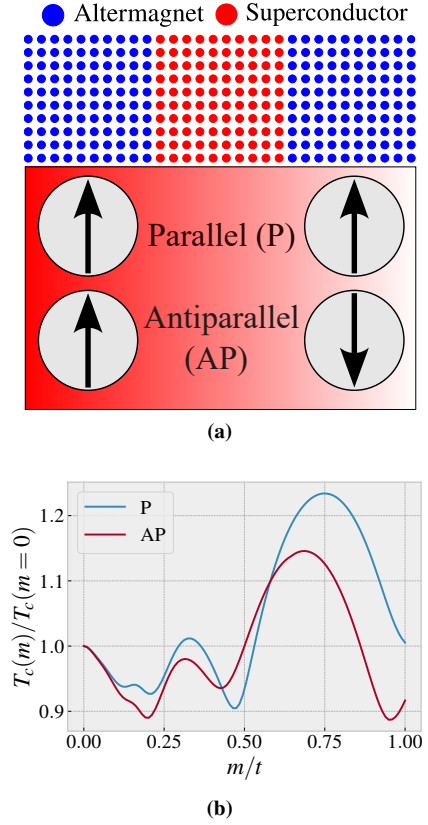 Altermagnet Superconductor
Parallel (P)
Antiparallel
(AP)
(a)
P
AP
T_c(m)/T_c(m = 0)
1.2
1.1
1.0
0.9
0.00 0.25 0.50 0.75 1.00
m/t
(b)